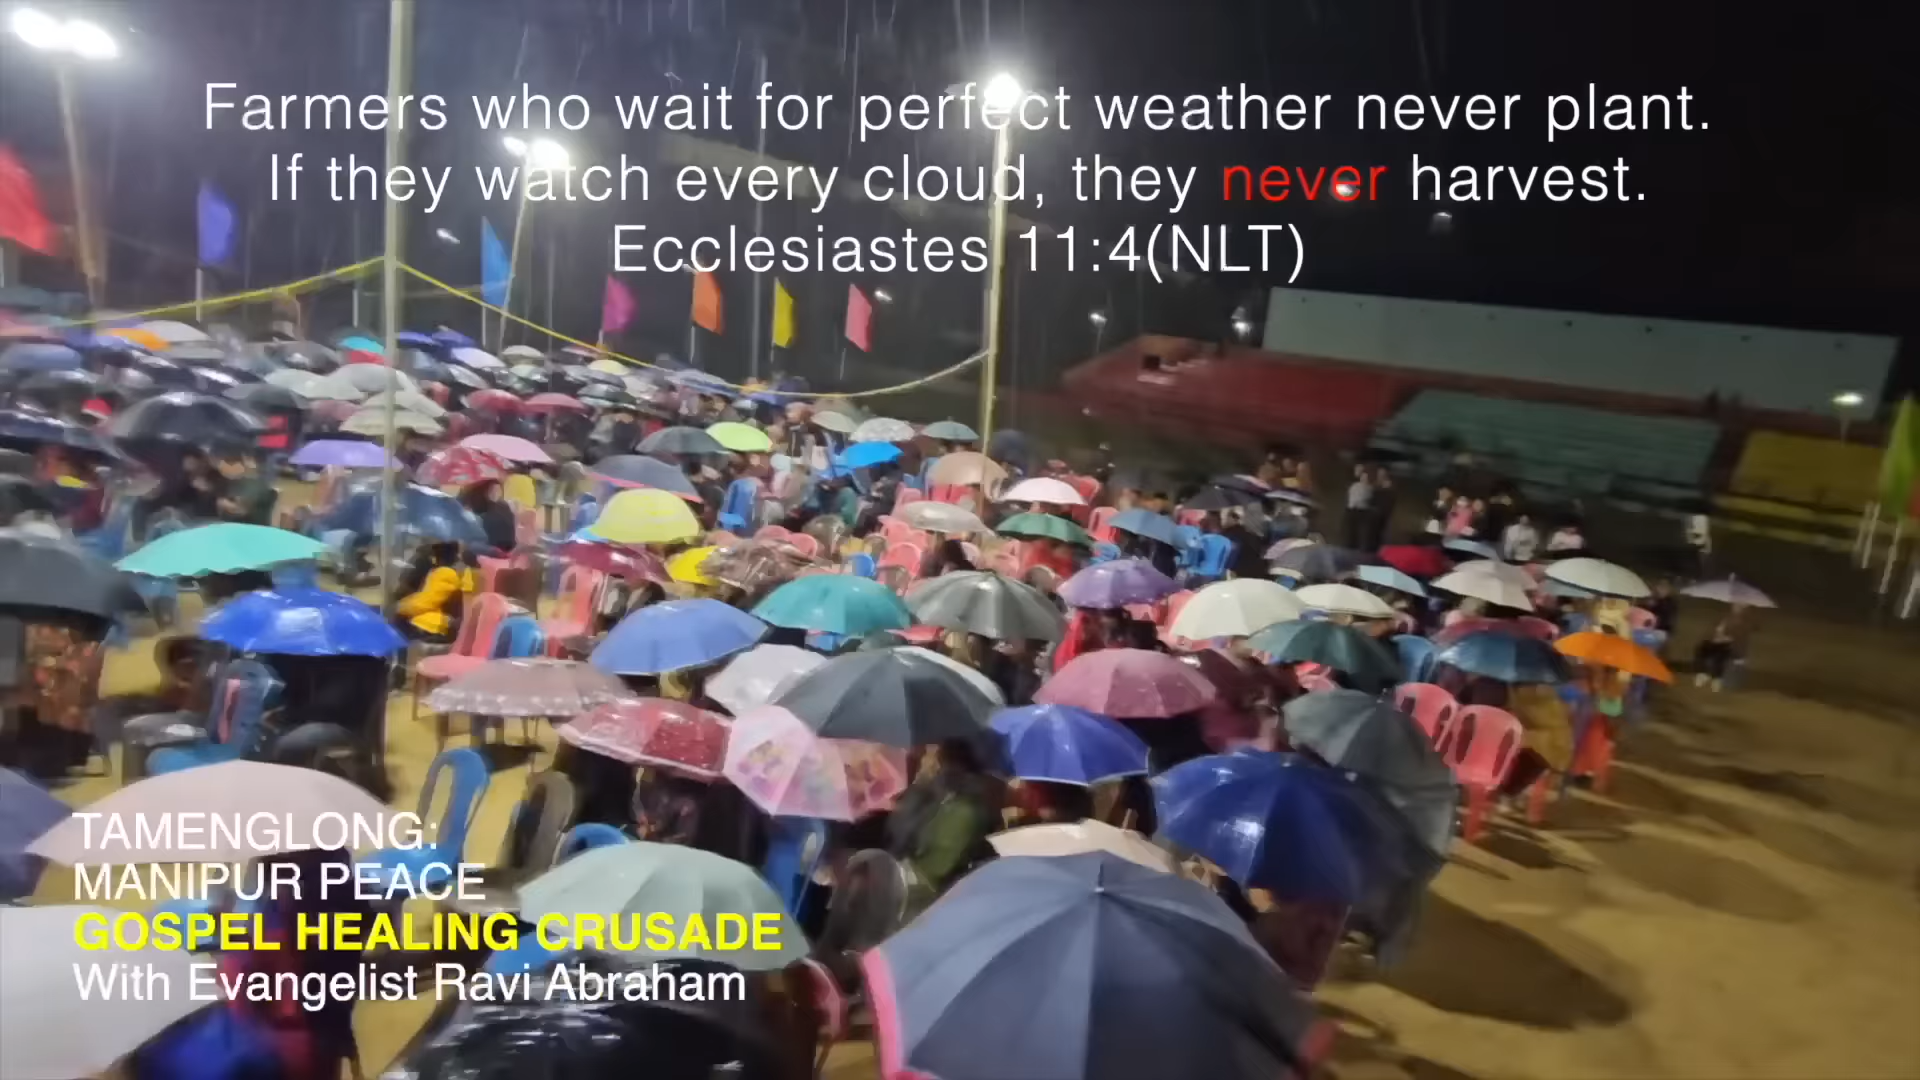 Farmers who wait for perfect weather never plant.
If they watch every cloud, they never harvest.
Ecclesiastes 11:4(NLT)
TAMENGLONG:
MANIPUR PEACE
GOSPEL HEALING CRUSADE
With Evangelist Ravi Abraham